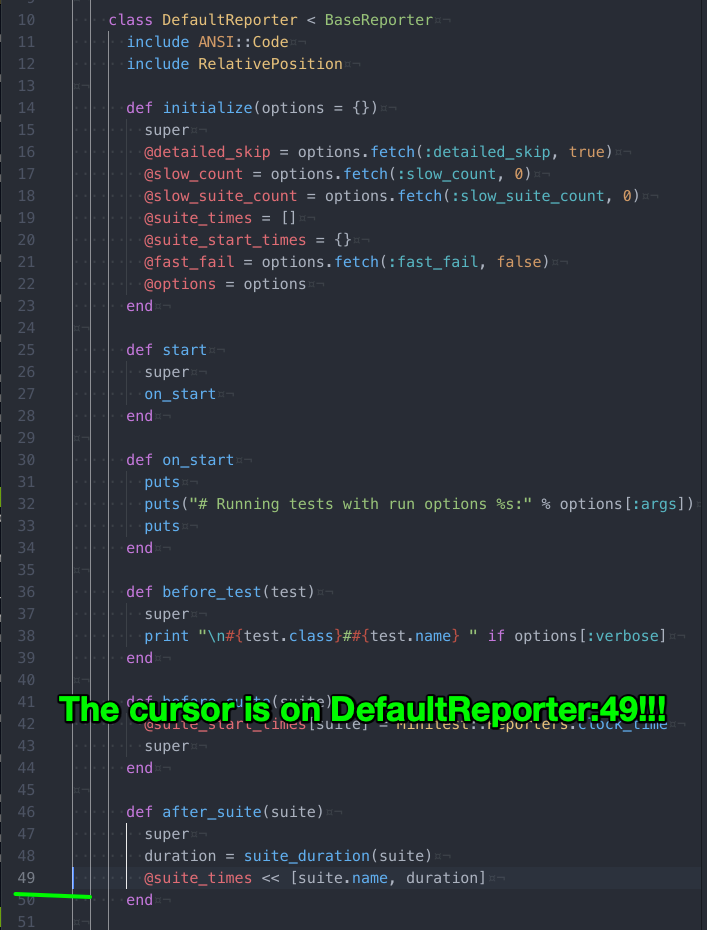 10 class DefaultReporter < BaseReporter
11 include ANSI::Code
12 include RelativePosition
13
14 def initialize(options = {})
15 super
16 @detailed_skip = options.fetch(:detailed_skip, true)
17 @slow_count = options.fetch(:slow_count, 0)
18 @slow_suite_count = options.fetch(:slow_suite_count, 0)
19 @suite_times = []
20 @suite_start_times = {}
21 @fast_fail = options.fetch(:fast_fail, false)
22 @options = options
23 end
24
25 def start
26 super
27 on_start
28 end
29
30 def on_start
31 puts
32 puts("# Running tests with run options %s:" % options[:args])
33 puts
34 end
35
36 def before_test(test)
37 super
38 print "\n#{test.class}##{test.name} " if options[:verbose]
39 end
40
41 def before_suite(suite)
The cursor is on DefaultReporter:49!!!
42 @suite_start_times[suite] = Minitest::Reporters.clock_time
43 super
44 end
45
46 def after_suite(suite)
47 super
48 duration = suite_duration(suite)
49 @suite_times << [suite.name, duration]
50 end
51